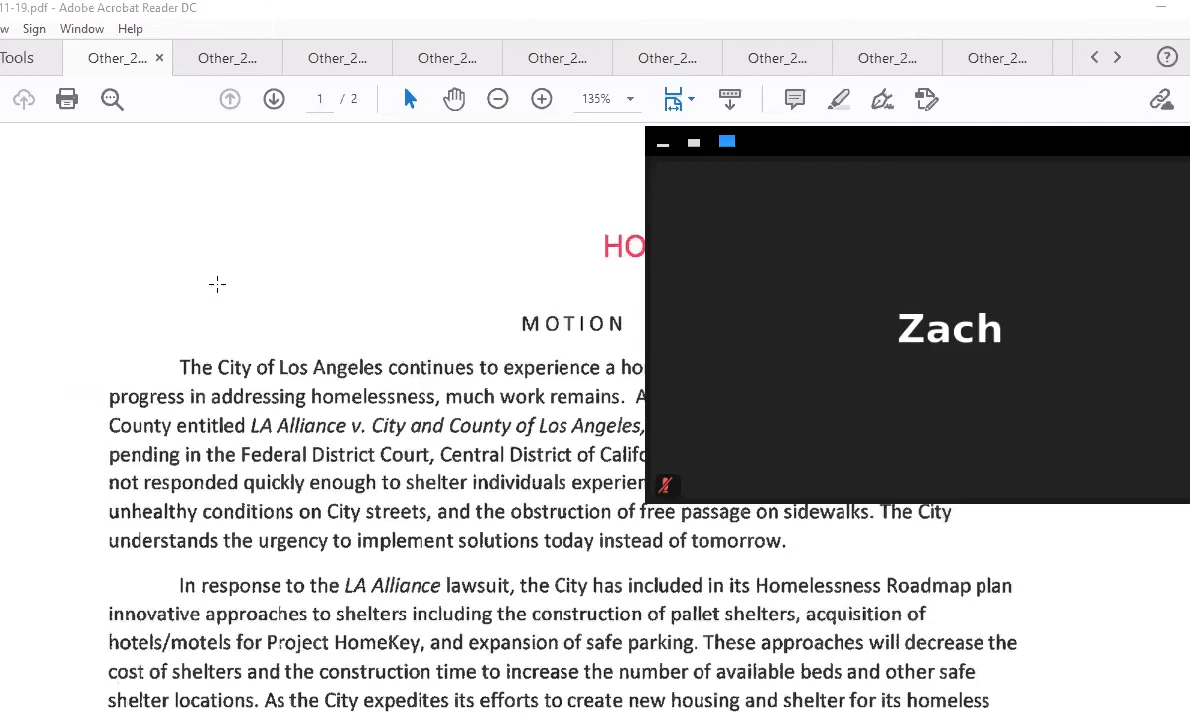 11-19.pdf - Adobe Acrobat Reader DC
w Sign Window Help
Tools Other_2... × Other_2... Other_2... Other_2... Other_2... Other_2... Other_2... Other_2... Other_2...
1 / 2 135%
HO
MOTION
Zach
The City of Los Angeles continues to experience a ho
progress in addressing homelessness, much work remains. A
County entitled LA Alliance v. City and County of Los Angeles,
pending in the Federal District Court, Central District of Califo
not responded quickly enough to shelter individuals experien
unhealthy conditions on City streets, and the obstruction of free passage on sidewalks. The City
understands the urgency to implement solutions today instead of tomorrow.
In response to the LA Alliance lawsuit, the City has included in its Homelessness Roadmap plan
innovative approaches to shelters including the construction of pallet shelters, acquisition of
hotels/motels for Project HomeKey, and expansion of safe parking. These approaches will decrease the
cost of shelters and the construction time to increase the number of available beds and other safe
shelter locations. As the City expedites its efforts to create new housing and shelter for its homeless